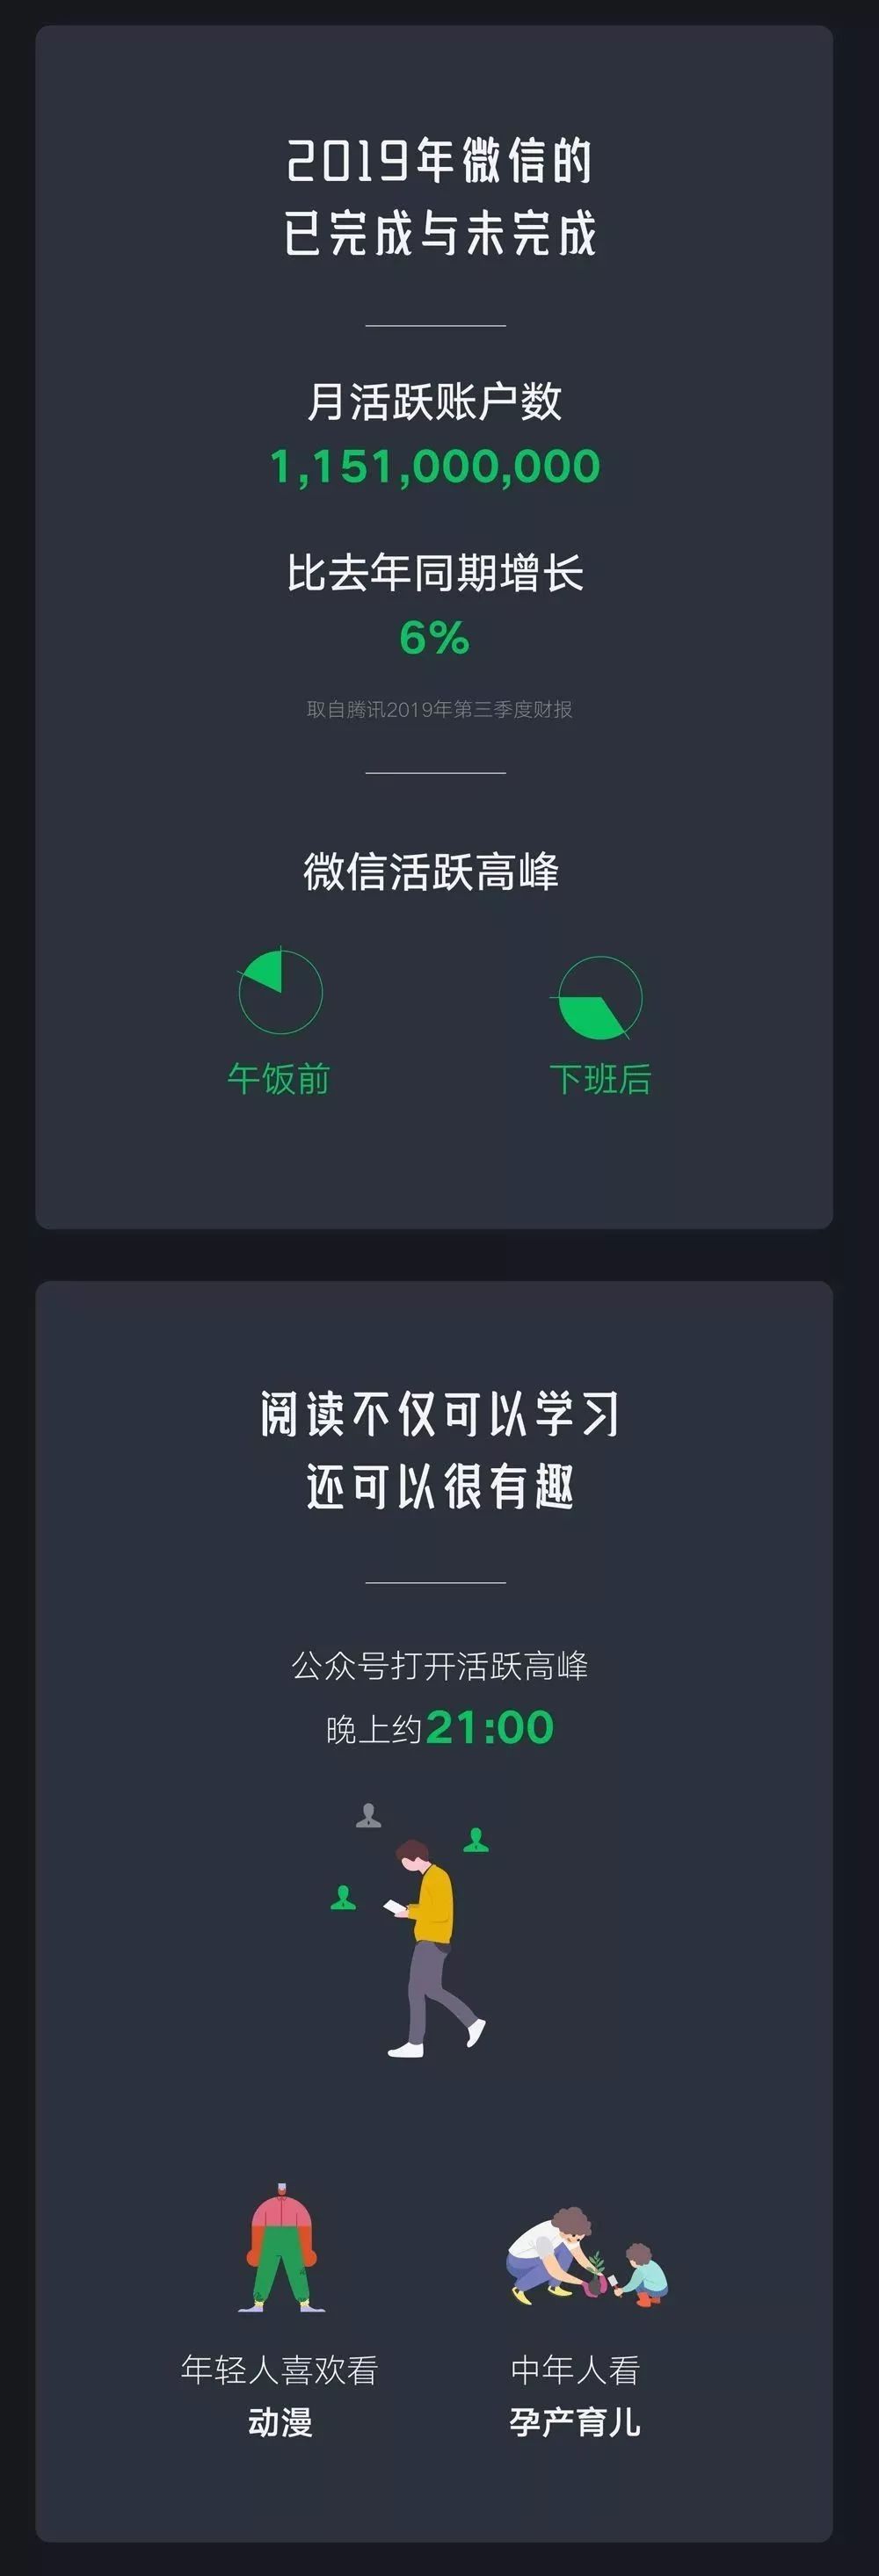 2019年微信的
已完成与未完成
月活跃账户数
1,151,000,000
比去年同期增长
6%
取自腾讯2019年第三季度财报
微信活跃高峰
午饭前
下班后
阅读不仅可以学习
还可以很有趣
公众号打开活跃高峰
晚上约21:00
年轻人喜欢看
动漫
中年人看
孕产育儿